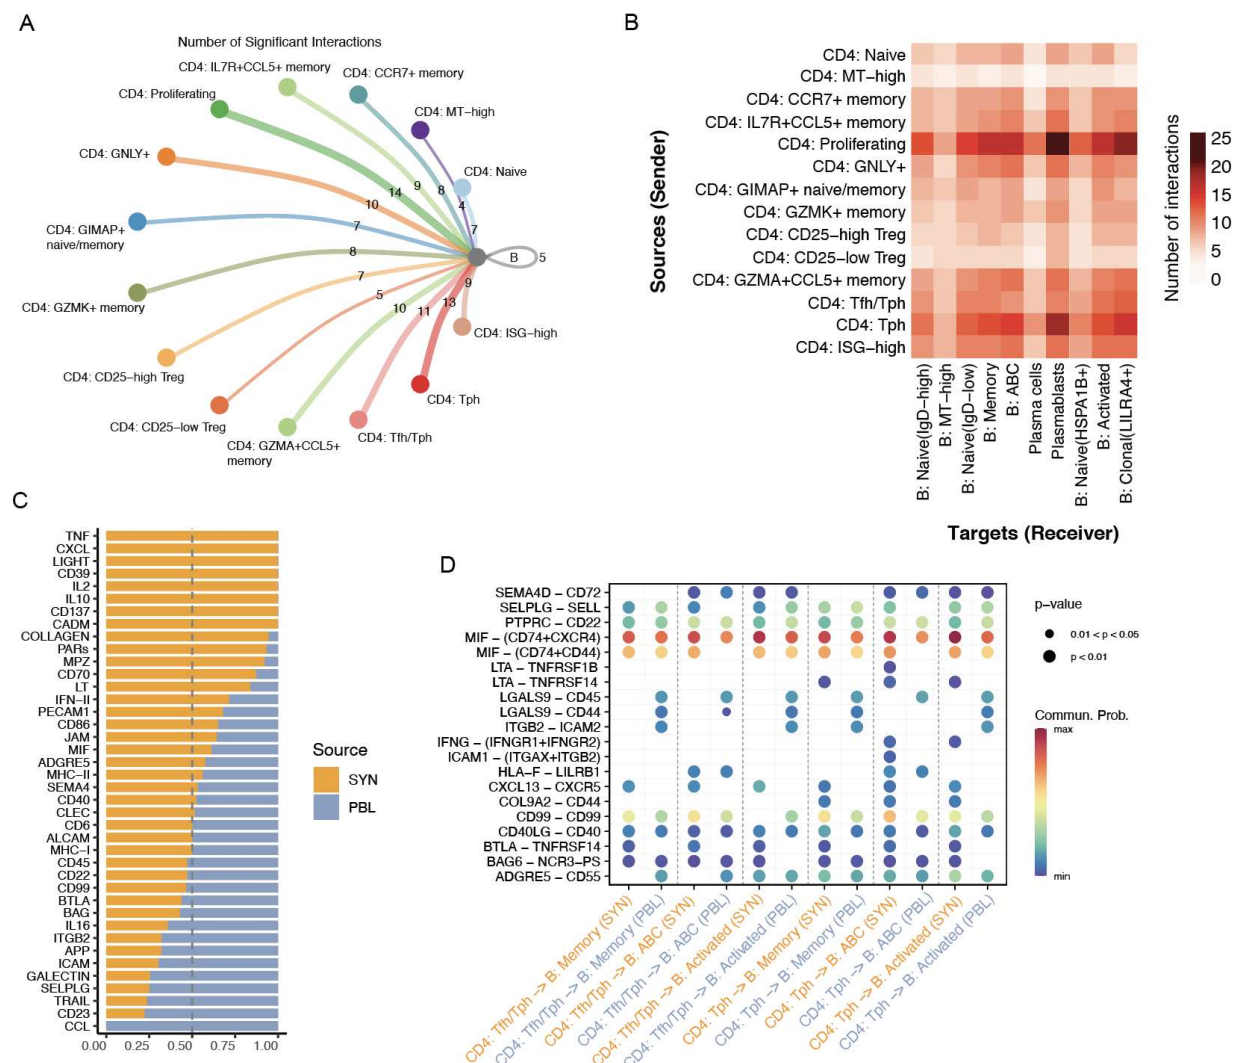 A
Number of Significant Interactions
CD4: IL7R+CCL5+ memory
CD4: CCR7+ memory
CD4: Proliferating
CD4: MT-high
CD4: GNLY+
CD4: Naive
9
8
14
10
4
7
7
CD4: GIMAP+
naive/memory
8
B
5
7
9
CD4: GZMK+ memory
5
10
11
13
CD4: ISG-high
CD4: CD25-high Treg
CD4: Tph
CD4: CD25-low Treg
CD4: GZMA+CCL5+
memory
CD4: Tfh/Tph
B
Sources (Sender)
CD4: Naive
CD4: MT-high
CD4: CCR7+ memory
CD4: IL7R+CCL5+ memory
CD4: Proliferating
CD4: GNLY+
CD4: GIMAP+ naive/memory
CD4: GZMK+ memory
CD4: CD25-high Treg
CD4: CD25-low Treg
CD4: GZMA+CCL5+ memory
CD4: Tfh/Tph
CD4: Tph
CD4: ISG-high
B: Naive(IgD-high)
B: MT-high
B: Naive(IgD-low)
B: Memory
B: ABC
Plasma cells
Plasmablasts
B: Naive(HSPA1B+)
B: Activated
B: Clonal(LILRA4+)
Targets (Receiver)
Number of interactions
25
20
15
10
5
0
C
TNF
CXCL
LIGHT
CD39
IL2
IL10
CD137
CADM
COLLAGEN
PARs
MPZ
CD70
LT
IFN-II
PECAM1
CD86
JAM
MIF
ADGRE5
MHC-II
SEMA4
CD40
CLEC
CD6
ALCAM
MHC-I
CD45
CD22
CD99
BTLA
BAG
IL16
ITGB2
APP
ICAM
GALECTIN
SELPLG
TRAIL
CD23
CCL
0.00 0.25 0.50 0.75 1.00
Source
SYN
PBL
D
SEMA4D - CD72
SELPLG - SELL
PTPRC - CD22
MIF - (CD74+CXCR4)
MIF - (CD74+CD44)
LTA - TNFRSF1B
LTA - TNFRSF14
LGALS9 - CD45
LGALS9 - CD44
ITGB2 - ICAM2
IFNG - (IFNGR1+IFNGR2)
ICAM1 - (ITGAX+ITGB2)
HLA-F - LILRB1
CXCL13 - CXCR5
COL9A2 - CD44
CD99 - CD99
CD40LG - CD40
BTLA - TNFRSF14
BAG6 - NCR3-PS
ADGRE5 - CD55
CD4: Tfh/Tph -> B: Memory (SYN)
CD4: Tfh/Tph -> B: Memory (PBL)
CD4: Tfh/Tph -> B: ABC (SYN)
CD4: Tfh/Tph -> B: ABC (PBL)
CD4: Tfh/Tph -> B: Activated (SYN)
CD4: Tfh/Tph -> B: Activated (PBL)
CD4: Tph -> B: Memory (SYN)
CD4: Tph -> B: Memory (PBL)
CD4: Tph -> B: ABC (SYN)
CD4: Tph -> B: ABC (PBL)
CD4: Tph -> B: Activated (SYN)
CD4: Tph -> B: Activated (PBL)
p-value
0.01 < p < 0.05
p < 0.01
Commun. Prob.
max
min